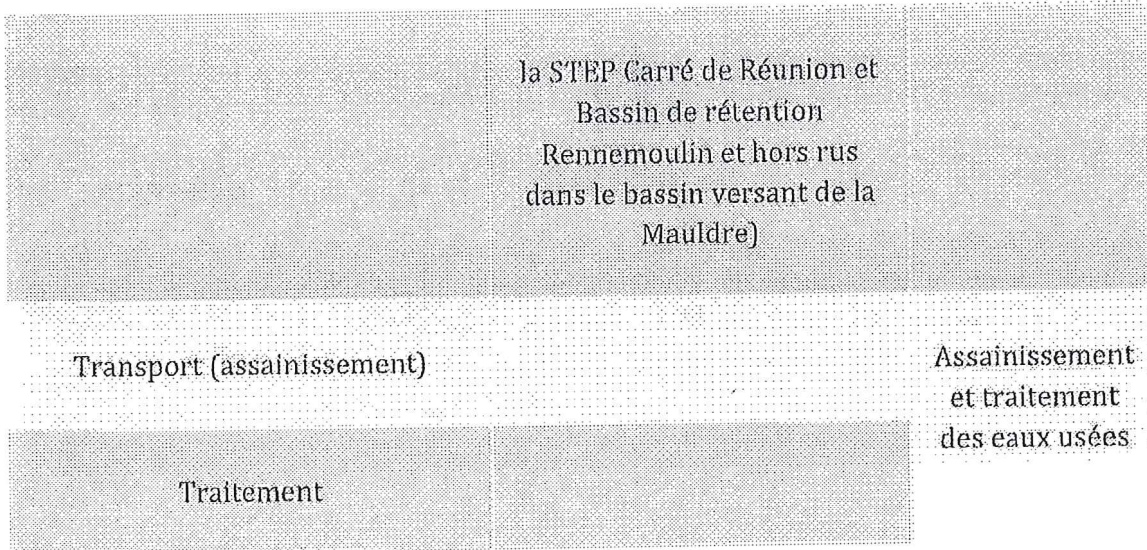 la STEP Carré de Réunion et
Bassin de rétention
Rennemoulin et hors rus
dans le bassin versant de la
Mauldre)
Transport (assainissement)
Assainissement
et traitement
des eaux usées
Traitement